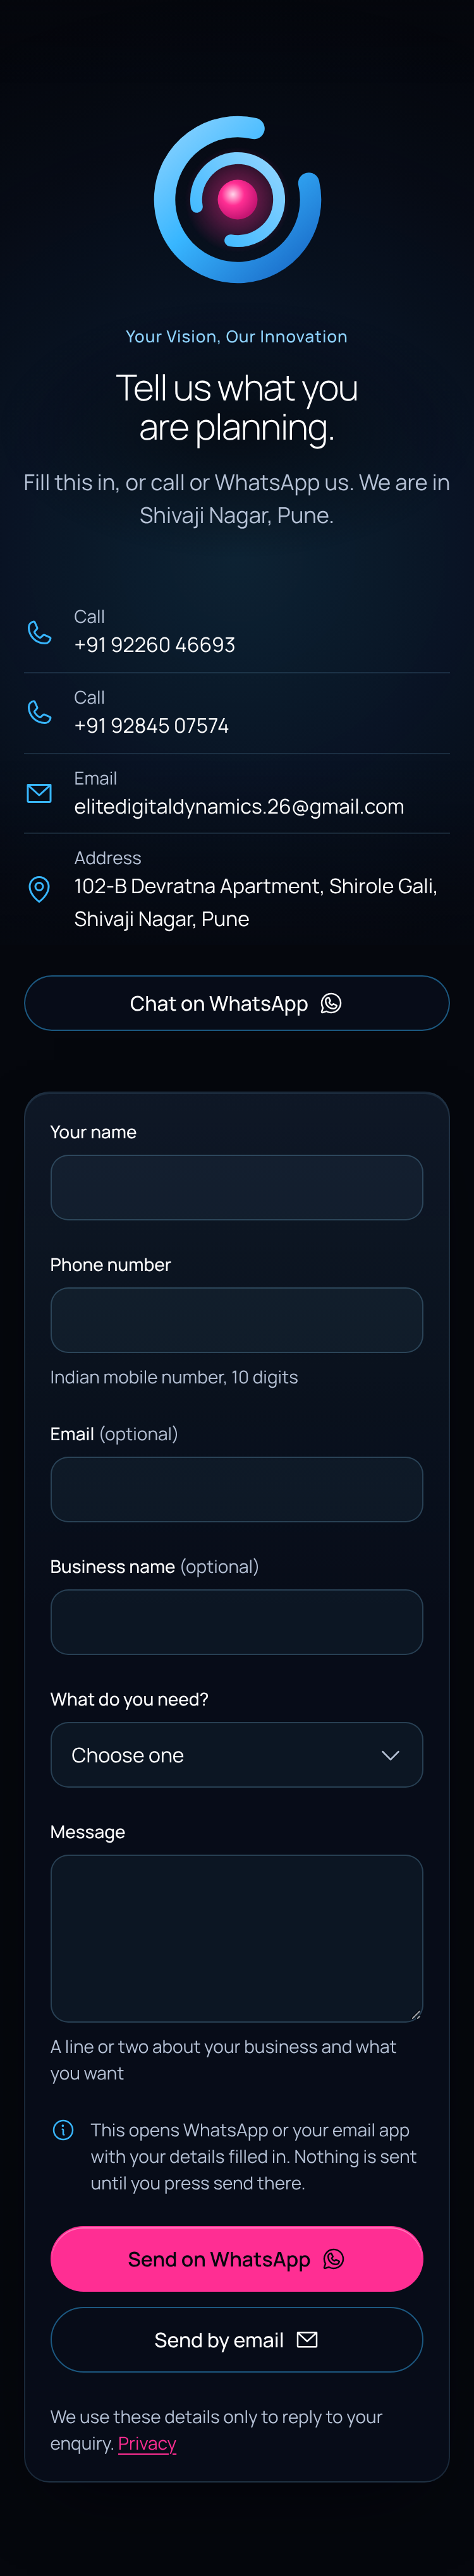 Your Vision, Our Innovation
Tell us what you
are planning.
Fill this in, or call or WhatsApp us. We are in
Shivaji Nagar, Pune.
Call
+91 92260 46693
Call
+91 92845 07574
Email
elitedigitaldynamics.26@gmail.com
Address
102-B Devratna Apartment, Shirole Gali,
Shivaji Nagar, Pune
Chat on WhatsApp
Your name
Phone number
Indian mobile number, 10 digits
Email (optional)
Business name (optional)
What do you need?
Choose one
Message
A line or two about your business and what
you want
This opens WhatsApp or your email app
with your details filled in. Nothing is sent
until you press send there.
Send on WhatsApp
Send by email
We use these details only to reply to your
enquiry. Privacy